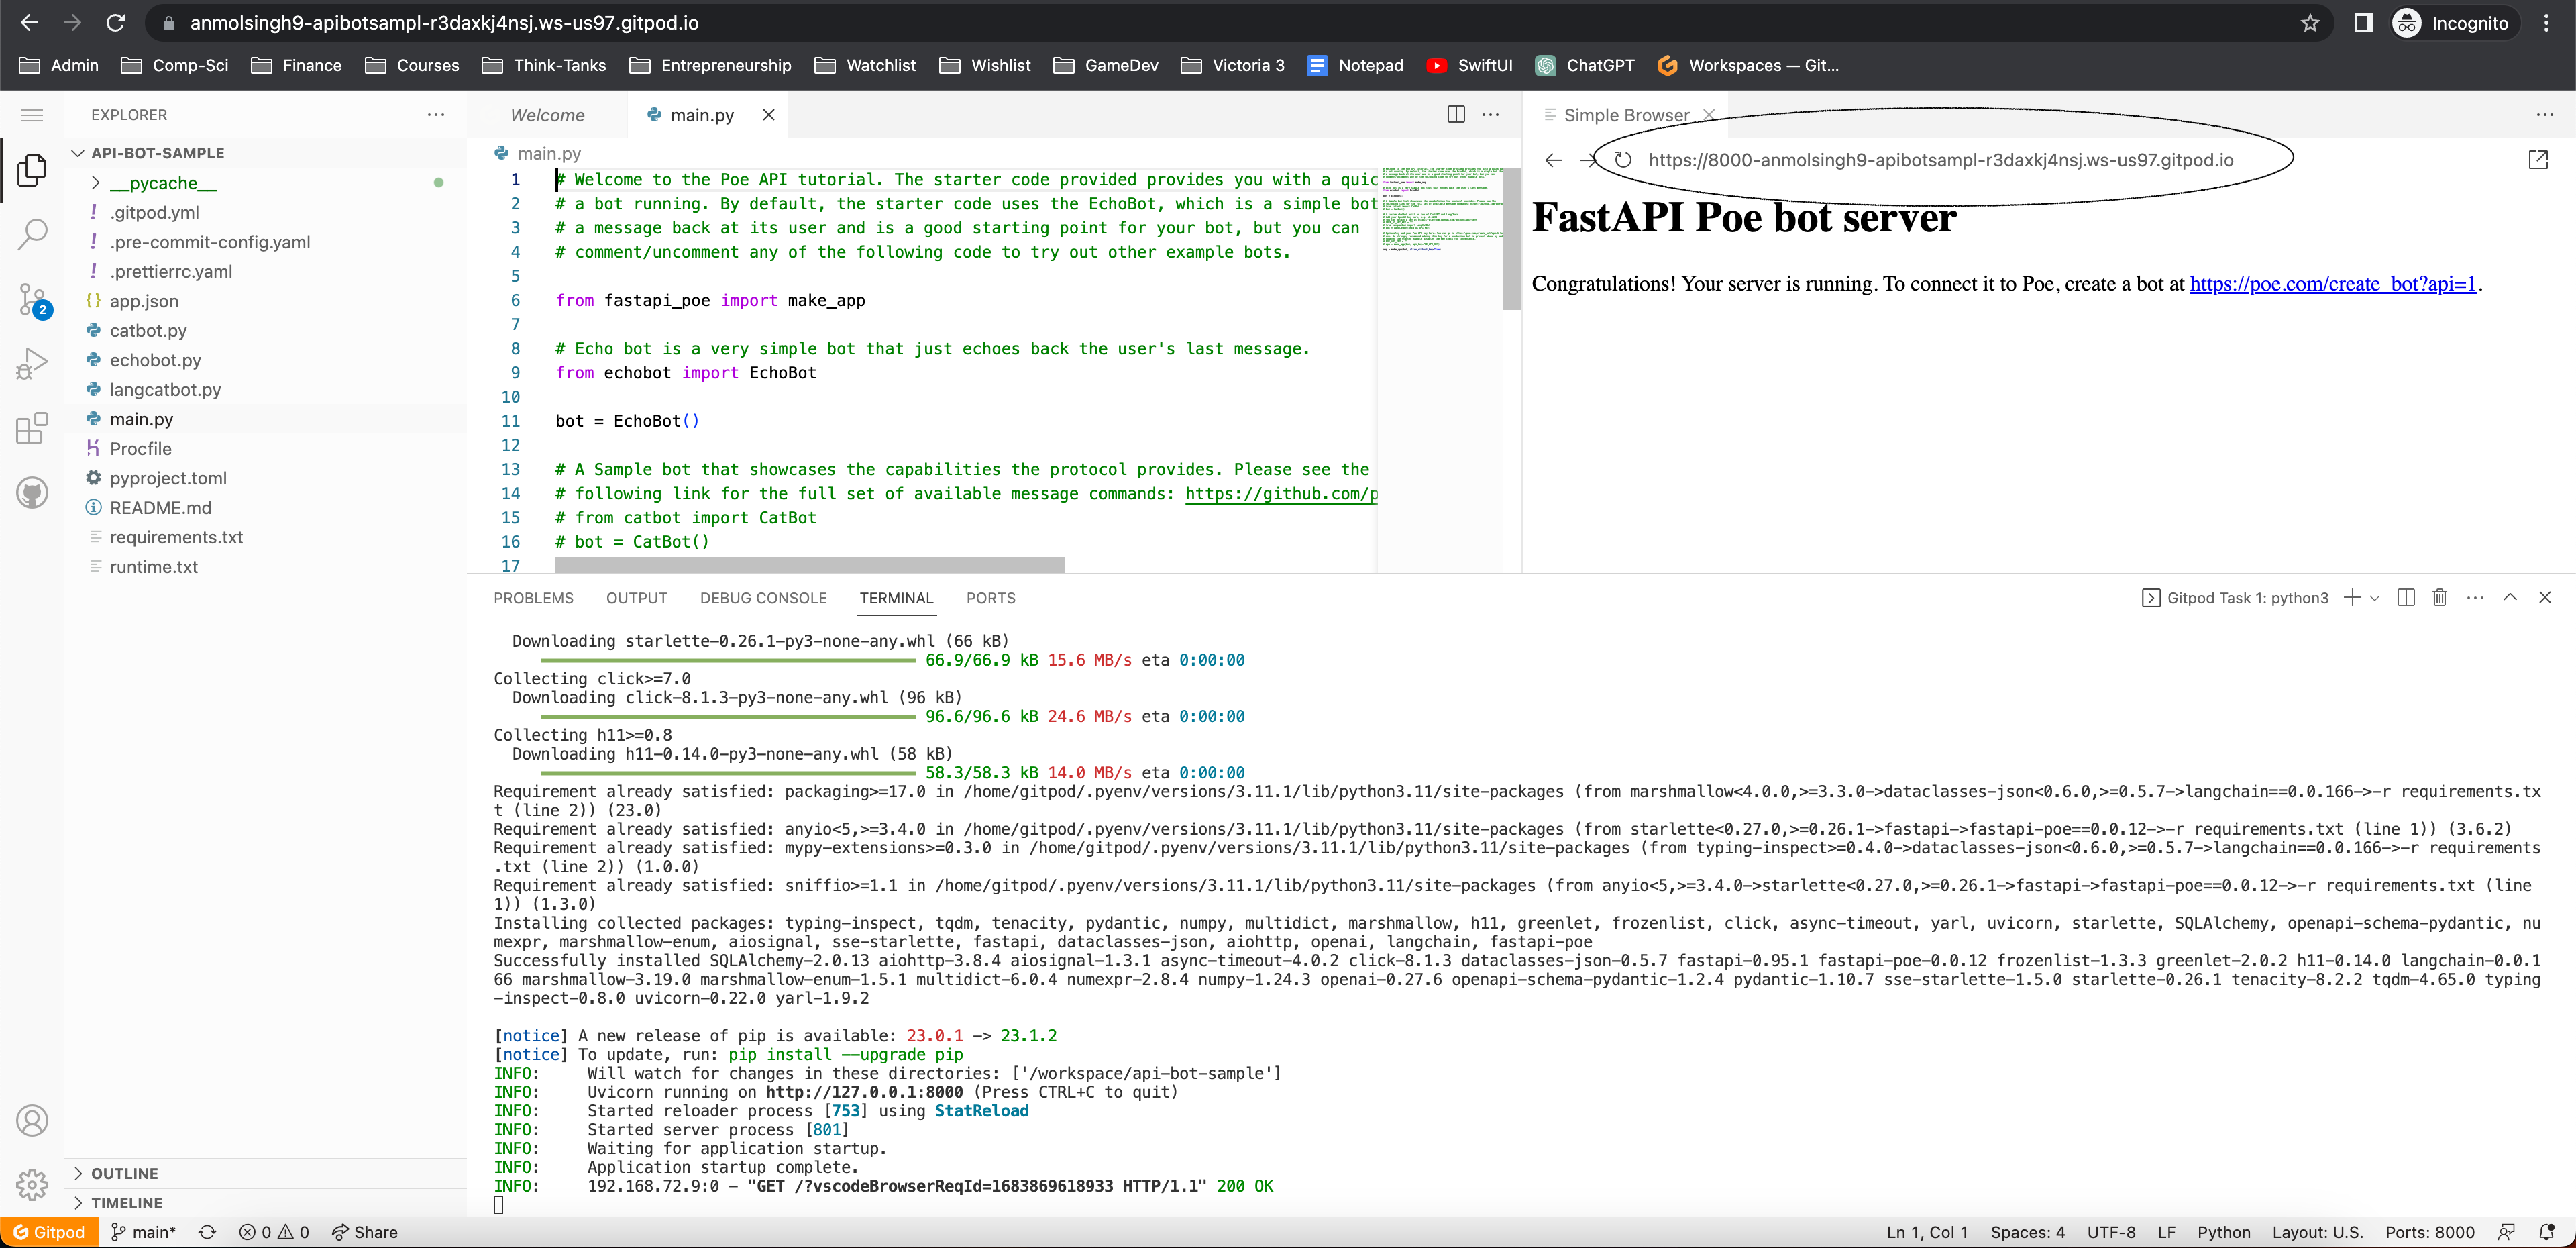 anmolsingh9-apibotsampl-r3daxkj4nsj.ws-us97.gitpod.io
Incognito
Admin Comp-Sci Finance Courses Think-Tanks Entrepreneurship Watchlist Wishlist GameDev Victoria 3 Notepad SwiftUI ChatGPT Workspaces — Git...
EXPLORER
API-BOT-SAMPLE
__pycache__
.gitpod.yml
.pre-commit-config.yaml
.prettierrc.yaml
app.json
2
catbot.py
echobot.py
langcatbot.py
main.py
Procfile
pyproject.toml
README.md
requirements.txt
runtime.txt
OUTLINE
TIMELINE
Welcome main.py
main.py
1 # Welcome to the Poe API tutorial. The starter code provided provides you with a quic
2 # a bot running. By default, the starter code uses the EchoBot, which is a simple bot
3 # a message back at its user and is a good starting point for your bot, but you can
4 # comment/uncomment any of the following code to try out other example bots.
5
6 from fastapi_poe import make_app
7
8 # Echo bot is a very simple bot that just echoes back the user's last message.
9 from echobot import EchoBot
10
11 bot = EchoBot()
12
13 # A Sample bot that showcases the capabilities the protocol provides. Please see the
14 # following link for the full set of available message commands: https://github.com/p
15 # from catbot import CatBot
16 # bot = CatBot()
17
Simple Browser
https://8000-anmolsingh9-apibotsampl-r3daxkj4nsj.ws-us97.gitpod.io
FastAPI Poe bot server
Congratulations! Your server is running. To connect it to Poe, create a bot at https://poe.com/create_bot?api=1.
PROBLEMS OUTPUT DEBUG CONSOLE TERMINAL PORTS
Gitpod Task 1: python3
Downloading starlette-0.26.1-py3-none-any.whl (66 kB)
66.9/66.9 kB 15.6 MB/s eta 0:00:00
Collecting click>=7.0
Downloading click-8.1.3-py3-none-any.whl (96 kB)
96.6/96.6 kB 24.6 MB/s eta 0:00:00
Collecting h11>=0.8
Downloading h11-0.14.0-py3-none-any.whl (58 kB)
58.3/58.3 kB 14.0 MB/s eta 0:00:00
Requirement already satisfied: packaging>=17.0 in /home/gitpod/.pyenv/versions/3.11.1/lib/python3.11/site-packages (from marshmallow<4.0.0,>=3.3.0->dataclasses-json<0.6.0,>=0.5.7->langchain==0.0.166->-r requirements.tx
t (line 2)) (23.0)
Requirement already satisfied: anyio<5,>=3.4.0 in /home/gitpod/.pyenv/versions/3.11.1/lib/python3.11/site-packages (from starlette<0.27.0,>=0.26.1->fastapi->fastapi-poe==0.0.12->-r requirements.txt (line 1)) (3.6.2)
Requirement already satisfied: mypy-extensions>=0.3.0 in /home/gitpod/.pyenv/versions/3.11.1/lib/python3.11/site-packages (from typing-inspect>=0.4.0->dataclasses-json<0.6.0,>=0.5.7->langchain==0.0.166->-r requirements
.txt (line 2)) (1.0.0)
Requirement already satisfied: sniffio>=1.1 in /home/gitpod/.pyenv/versions/3.11.1/lib/python3.11/site-packages (from anyio<5,>=3.4.0->starlette<0.27.0,>=0.26.1->fastapi->fastapi-poe==0.0.12->-r requirements.txt (line
1)) (1.3.0)
Installing collected packages: typing-inspect, tqdm, tenacity, pydantic, numpy, multidict, marshmallow, h11, greenlet, frozenlist, click, async-timeout, yarl, uvicorn, starlette, SQLAlchemy, openapi-schema-pydantic, nu
mexpr, marshmallow-enum, aiosignal, sse-starlette, fastapi, dataclasses-json, aiohttp, openai, langchain, fastapi-poe
Successfully installed SQLAlchemy-2.0.13 aiohttp-3.8.4 aiosignal-1.3.1 async-timeout-4.0.2 click-8.1.3 dataclasses-json-0.5.7 fastapi-0.95.1 fastapi-poe-0.0.12 frozenlist-1.3.3 greenlet-2.0.2 h11-0.14.0 langchain-0.0.1
66 marshmallow-3.19.0 marshmallow-enum-1.5.1 multidict-6.0.4 numexpr-2.8.4 numpy-1.24.3 openai-0.27.6 openapi-schema-pydantic-1.2.4 pydantic-1.10.7 sse-starlette-1.5.0 starlette-0.26.1 tenacity-8.2.2 tqdm-4.65.0 typing
-inspect-0.8.0 uvicorn-0.22.0 yarl-1.9.2
[notice] A new release of pip is available: 23.0.1 -> 23.1.2
[notice] To update, run: pip install --upgrade pip
INFO: Will watch for changes in these directories: ['/workspace/api-bot-sample']
INFO: Uvicorn running on http://127.0.0.1:8000 (Press CTRL+C to quit)
INFO: Started reloader process [753] using StatReload
INFO: Started server process [801]
INFO: Waiting for application startup.
INFO: Application startup complete.
INFO: 192.168.72.9:0 - "GET /?vscodeBrowserReqId=1683869618933 HTTP/1.1" 200 OK
Gitpod main* 0 0 Share
Ln 1, Col 1 Spaces: 4 UTF-8 LF Python Layout: U.S. Ports: 8000